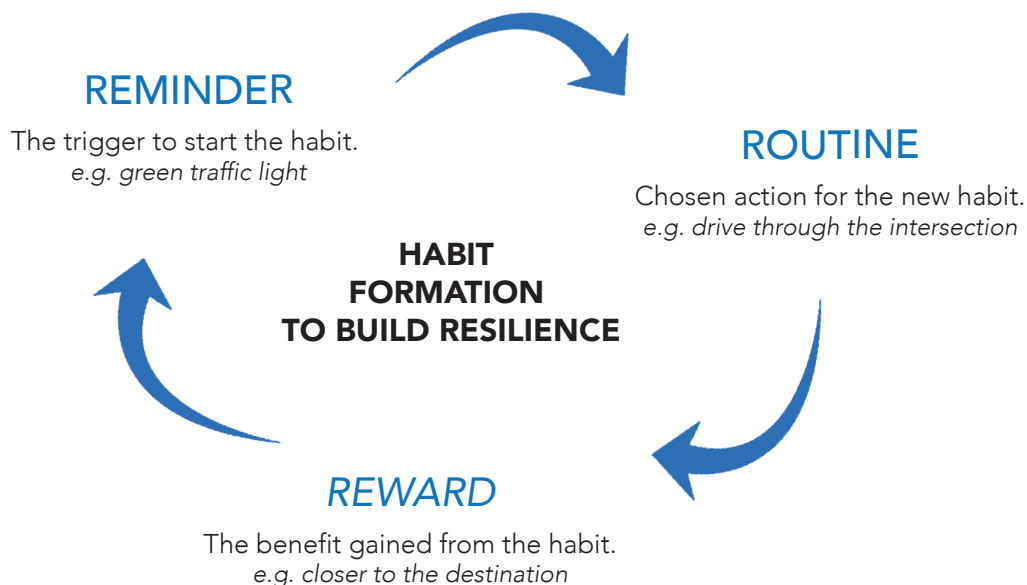 REMINDER
The trigger to start the habit.
e.g. green traffic light
ROUTINE
Chosen action for the new habit.
e.g. drive through the intersection
HABIT
FORMATION
TO BUILD RESILIENCE
REWARD
The benefit gained from the habit.
e.g. closer to the destination